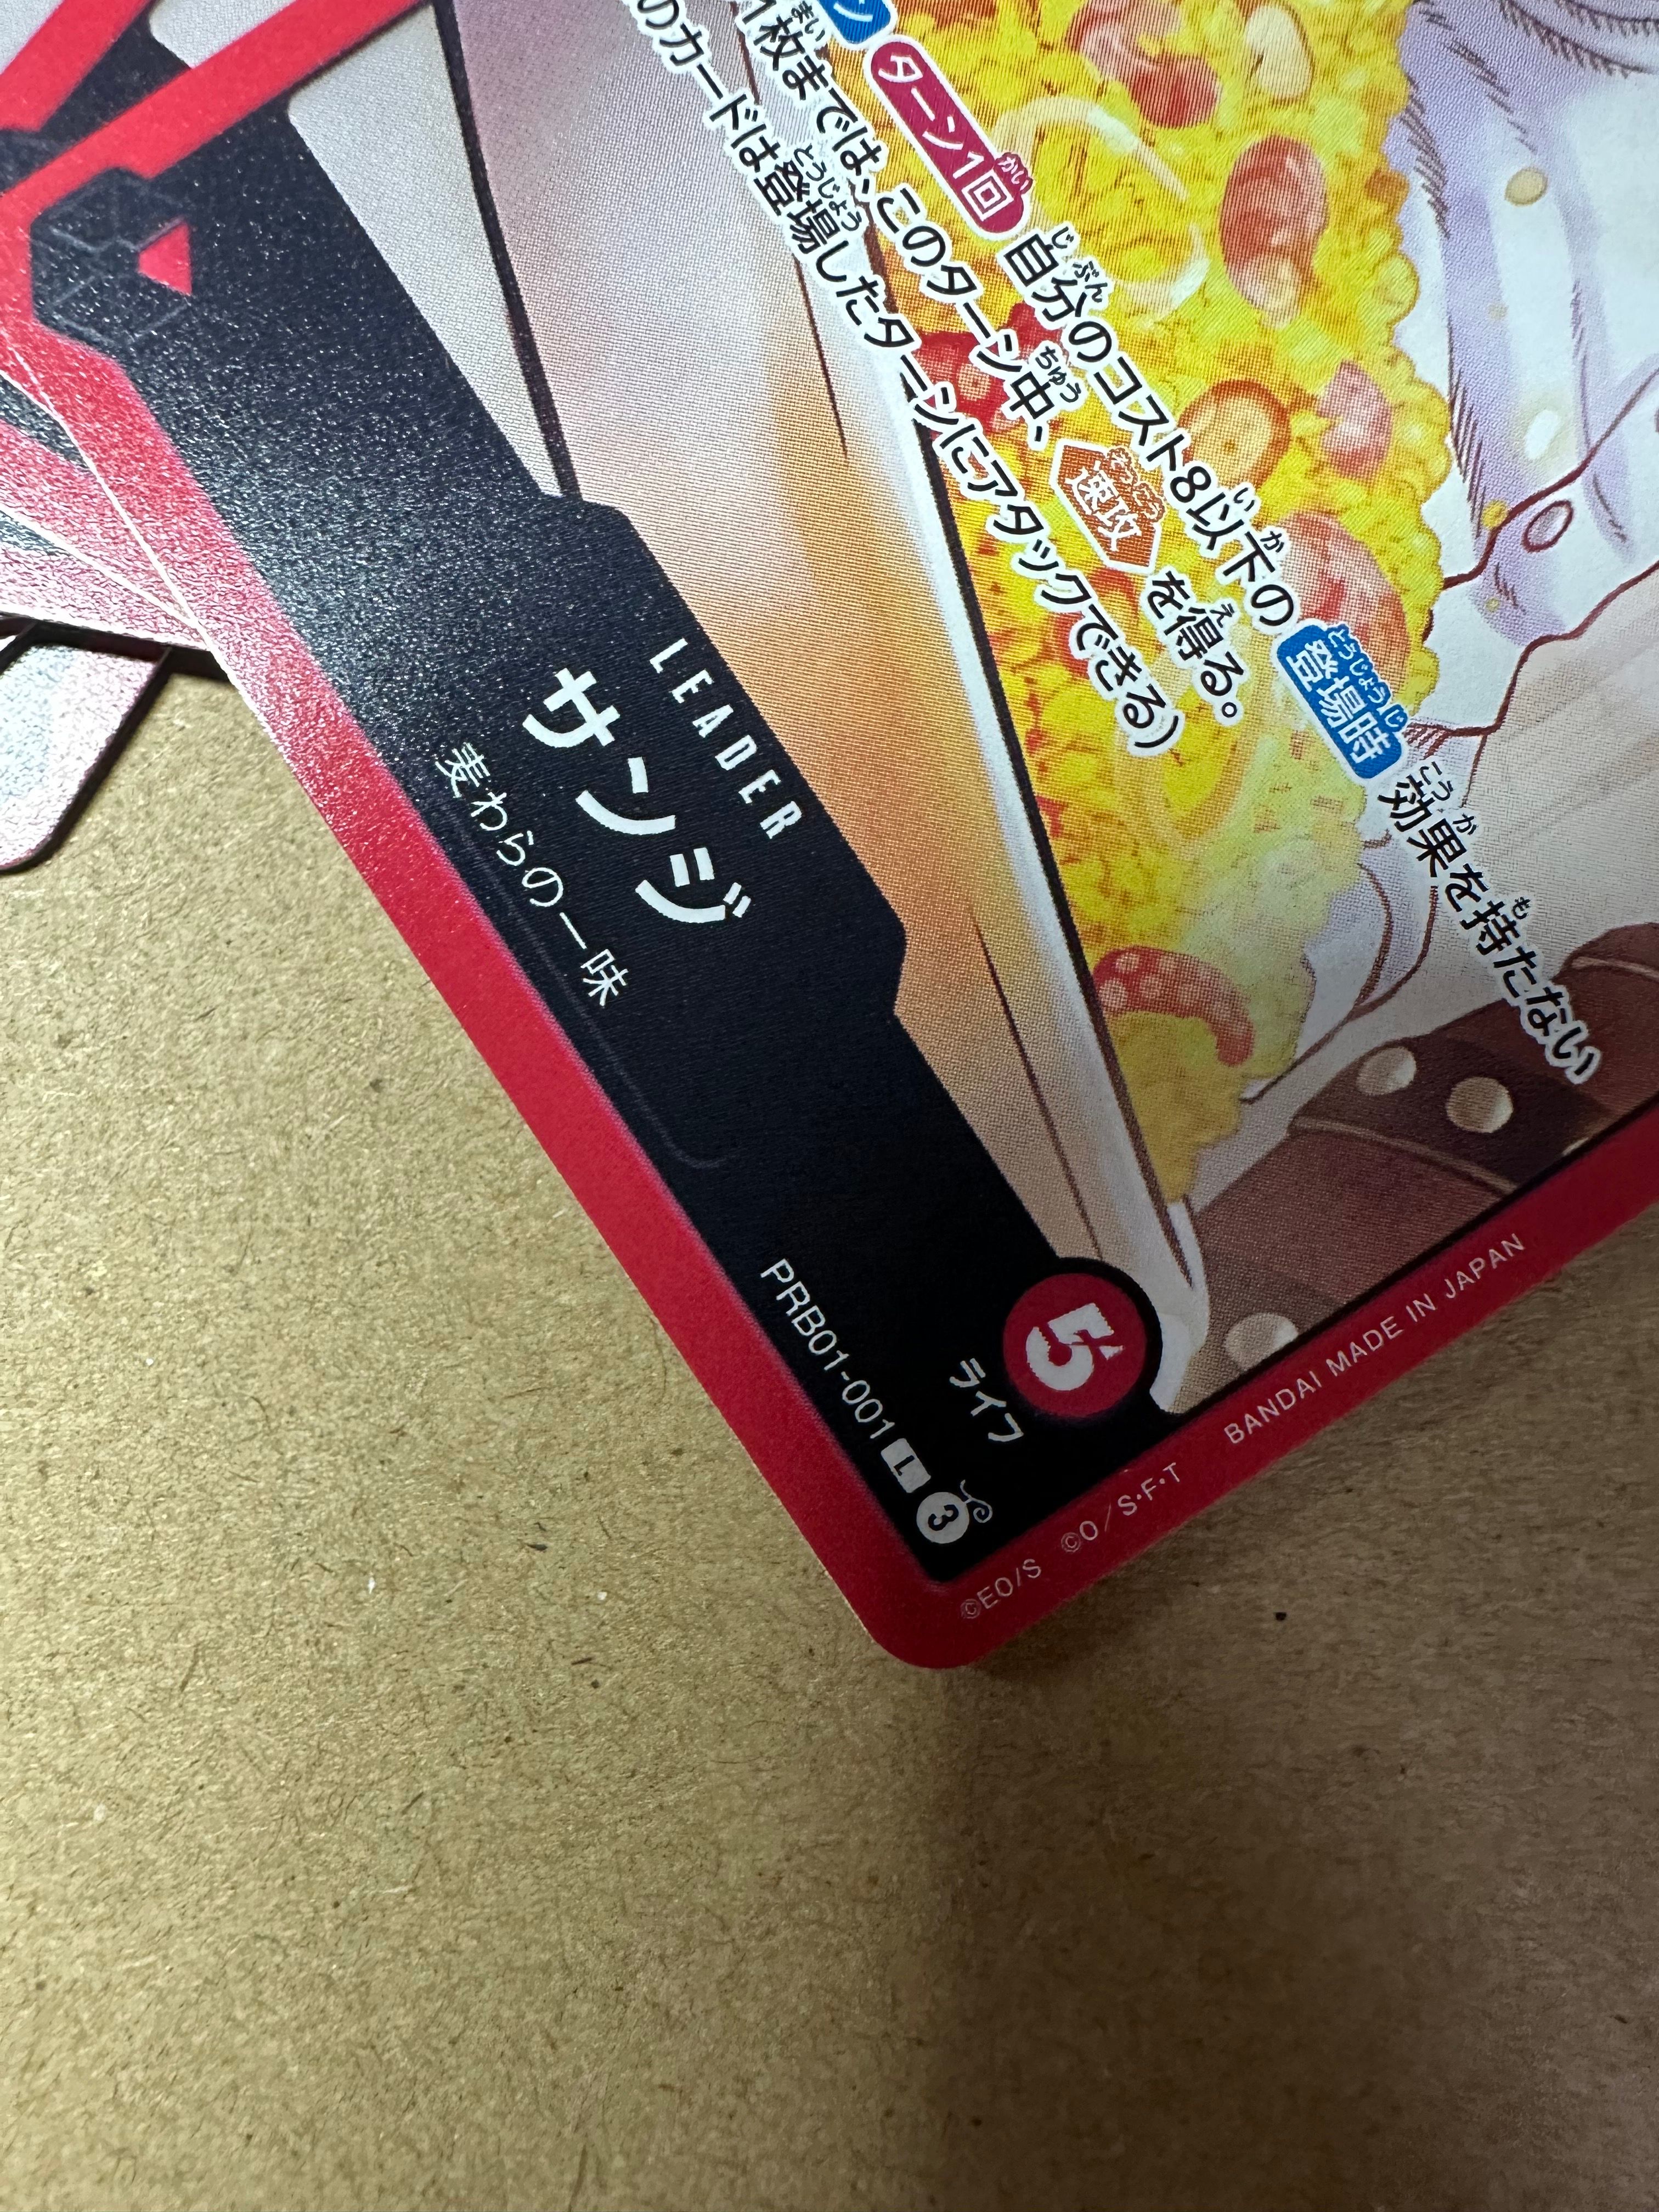 ターン1回 自分のコスト8以下の 登場時 効果を持たない
1枚までは、このターン中、 速攻 を得る。
のカードは登場したターンにアタックできる)
LEADER
サンジ
麦わらの一味
5
ライフ
PRB01-001 L 3
©EO/S ©O/S·F·T BANDAI MADE IN JAPAN